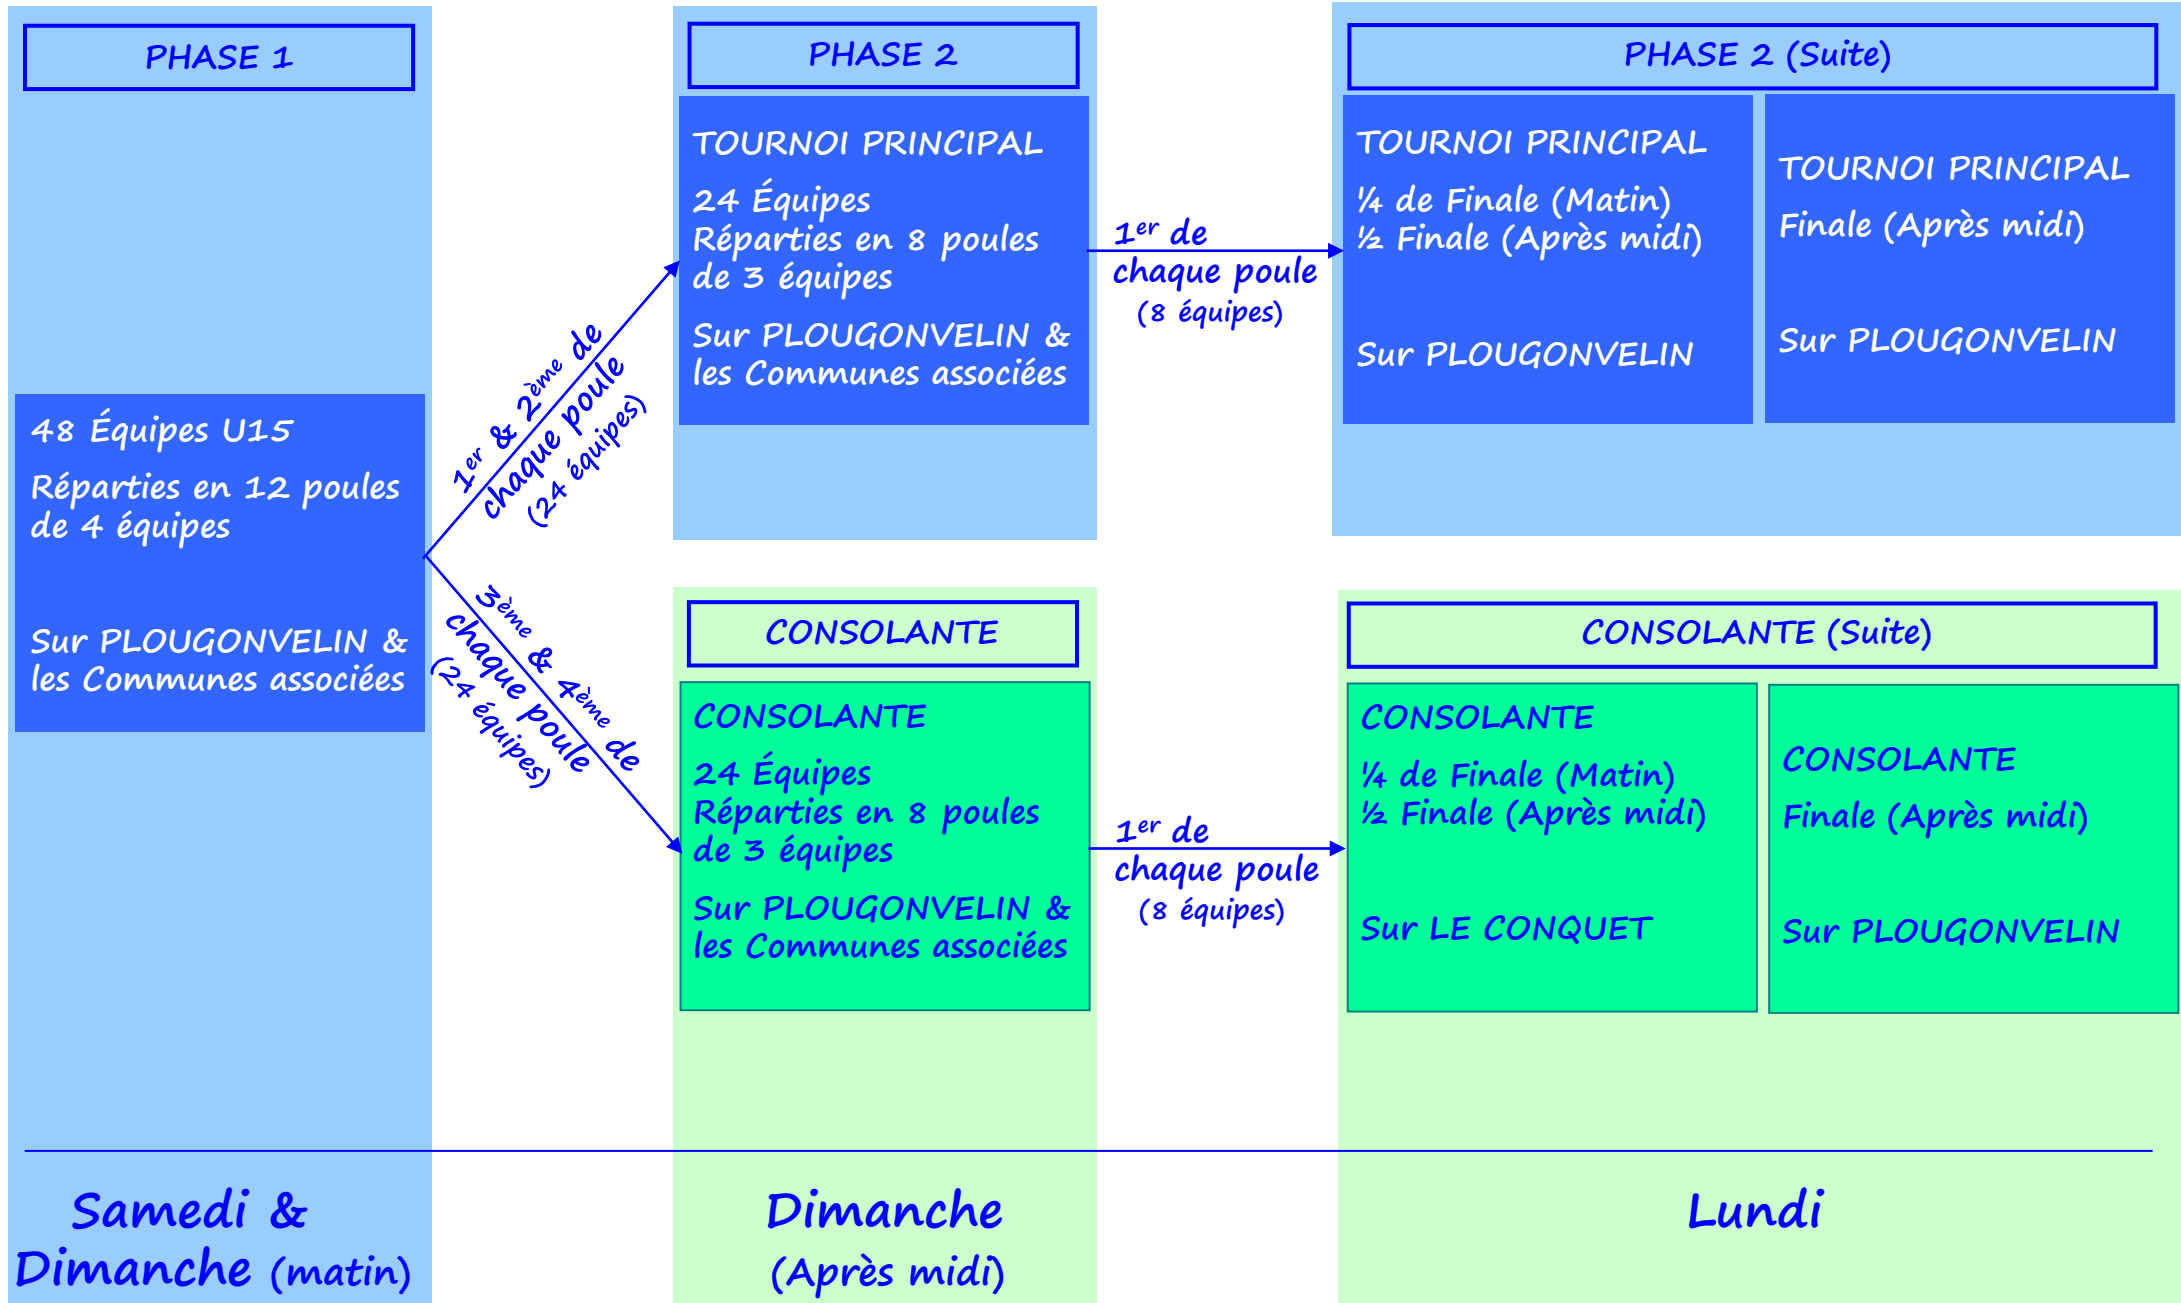 PHASE 1
48 Équipes U15
Réparties en 12 poules
de 4 équipes
Sur PLOUGONVELIN &
les Communes associées
1er & 2ème de
chaque poule
(24 équipes)
3ème & 4ème de
chaque poule
(24 équipes)
PHASE 2
TOURNOI PRINCIPAL
24 Équipes
Réparties en 8 poules
de 3 équipes
Sur PLOUGONVELIN &
les Communes associées
1er de
chaque poule
(8 équipes)
PHASE 2 (Suite)
TOURNOI PRINCIPAL
¼ de Finale (Matin)
½ Finale (Après midi)
Sur PLOUGONVELIN
TOURNOI PRINCIPAL
Finale (Après midi)
Sur PLOUGONVELIN
CONSOLANTE
CONSOLANTE
24 Équipes
Réparties en 8 poules
de 3 équipes
Sur PLOUGONVELIN &
les Communes associées
1er de
chaque poule
(8 équipes)
CONSOLANTE (Suite)
CONSOLANTE
¼ de Finale (Matin)
½ Finale (Après midi)
Sur LE CONQUET
CONSOLANTE
Finale (Après midi)
Sur PLOUGONVELIN
Samedi &
Dimanche (matin)
Dimanche
(Après midi)
Lundi